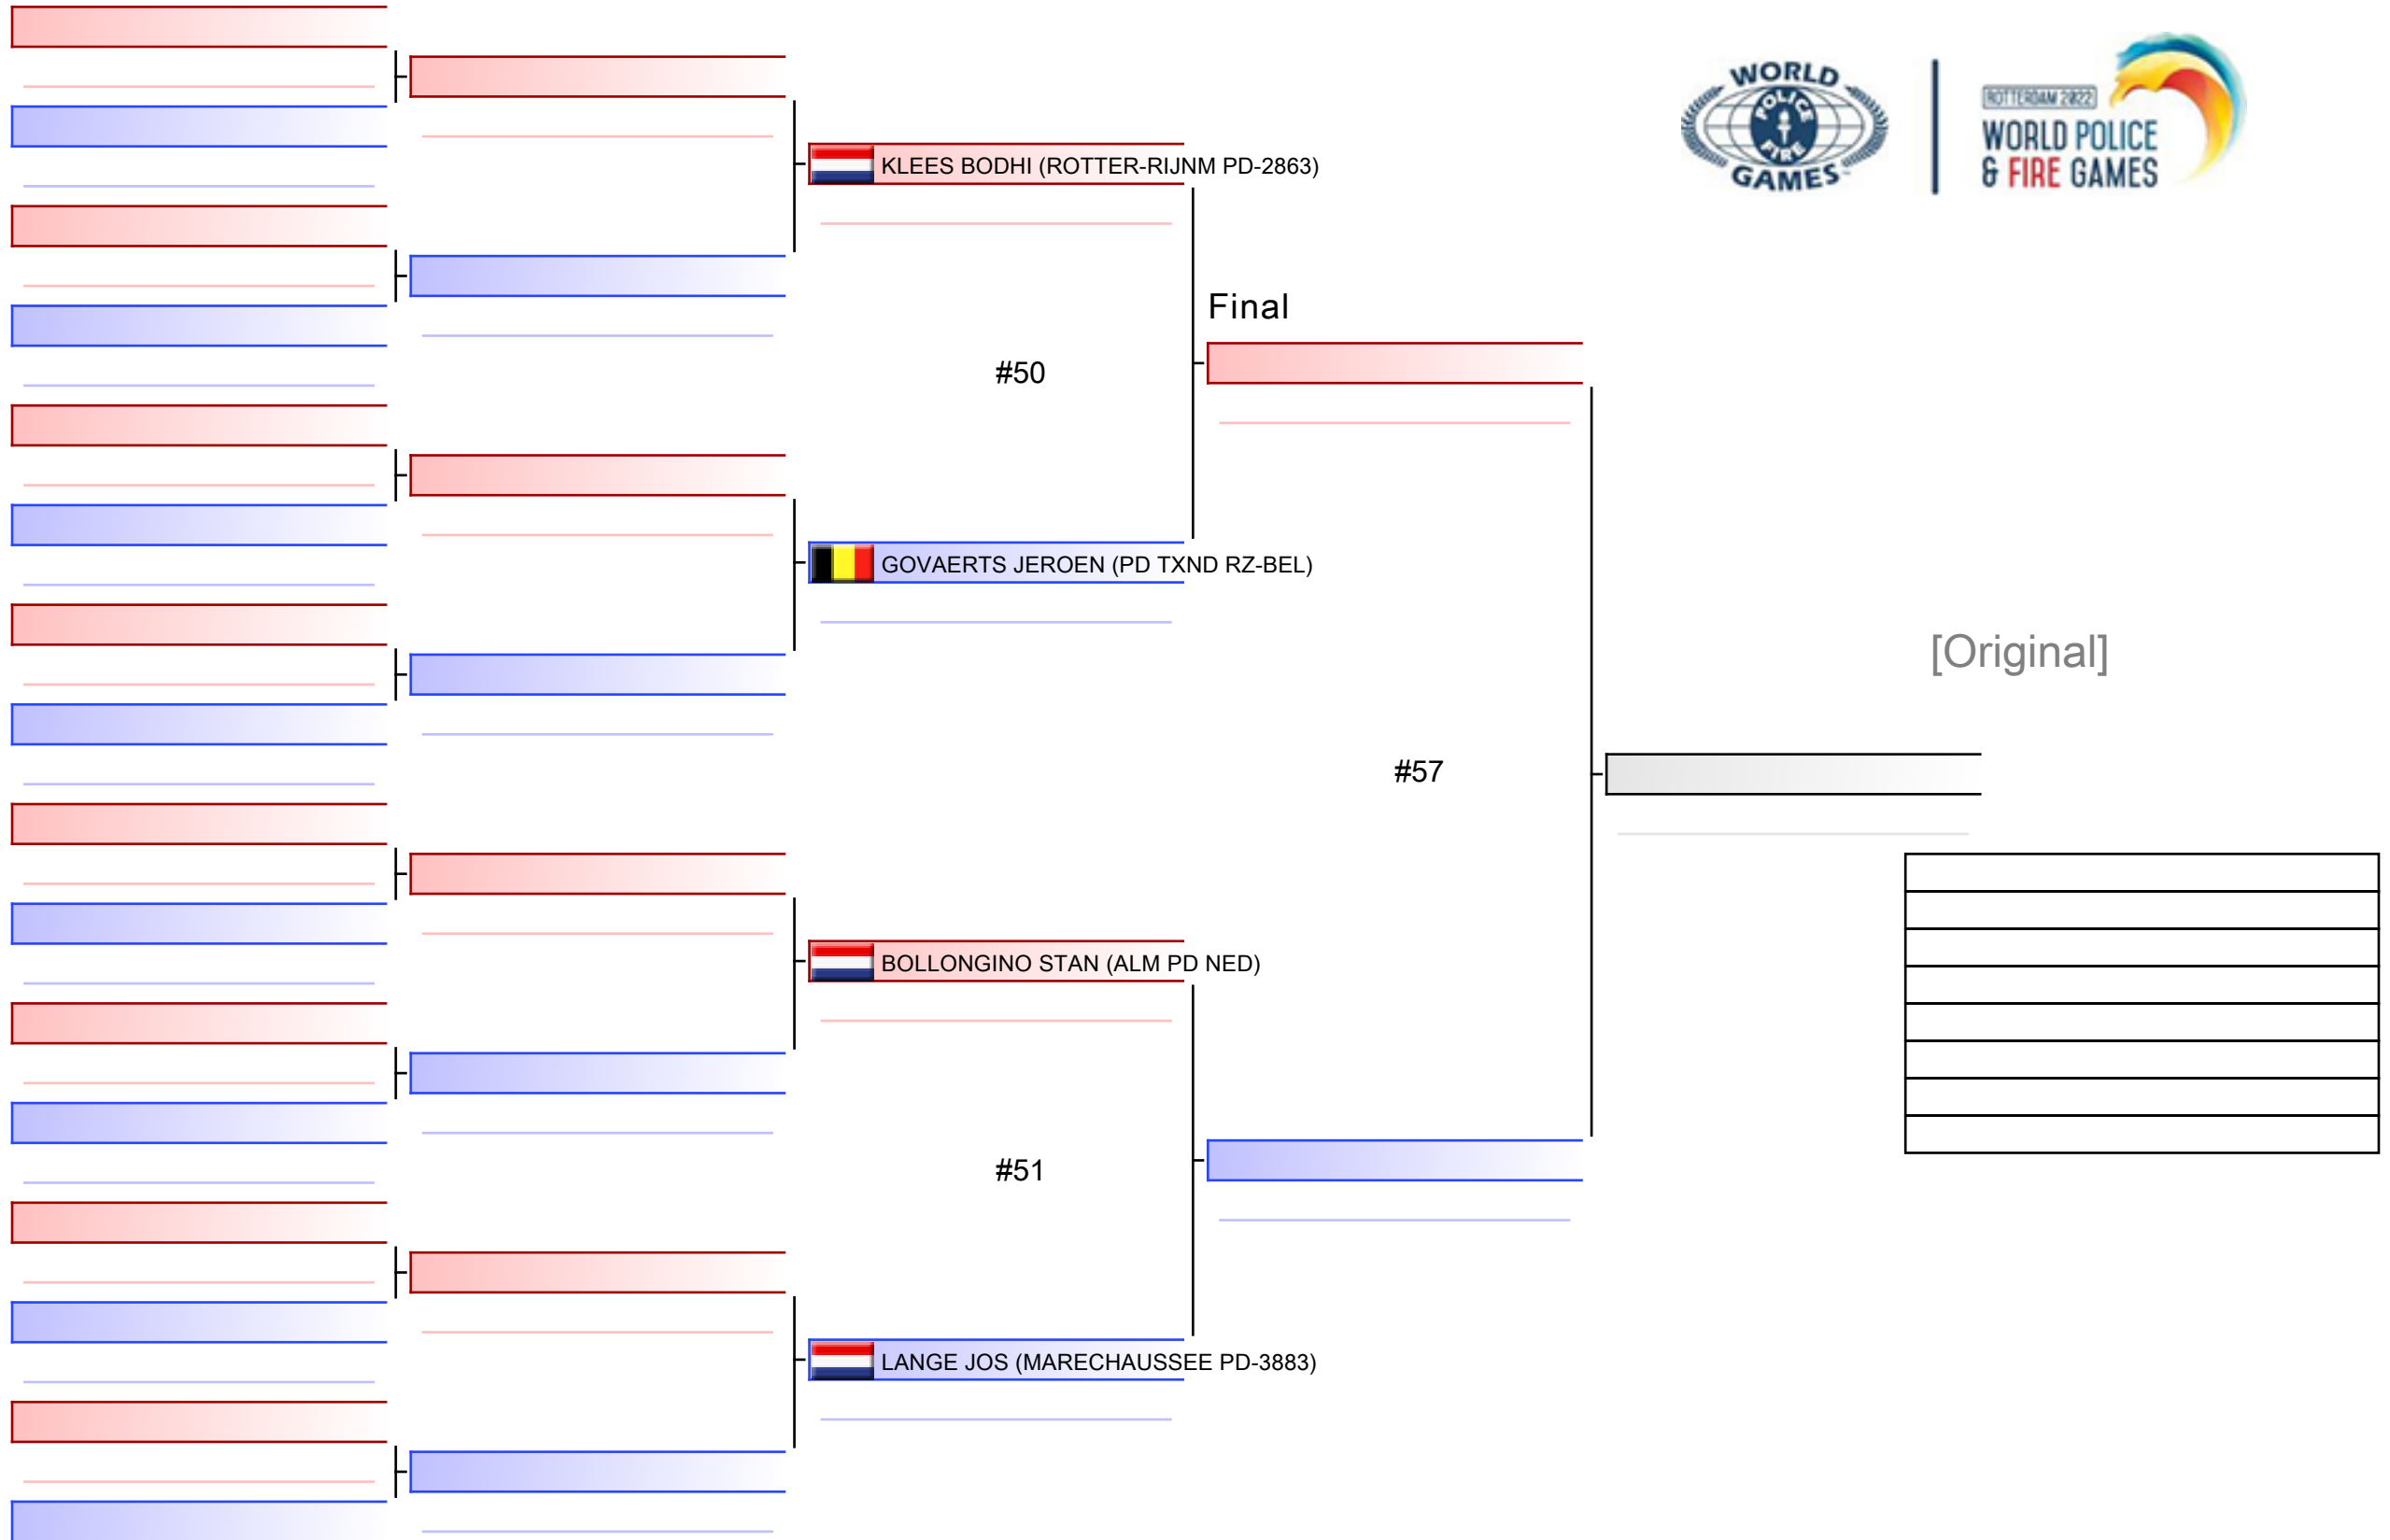 WORLD
POLICE
FIRE
GAMES
ROTTERDAM 2022
WORLD POLICE
& FIRE GAMES
KLEES BODHI (ROTTER-RIJNM PD-2863)
Final
#50
GOVAERTS JEROEN (PD TXND RZ-BEL)
[Original]
#57
BOLLONGINO STAN (ALM PD NED)
#51
LANGE JOS (MARECHAUSSEE PD-3883)